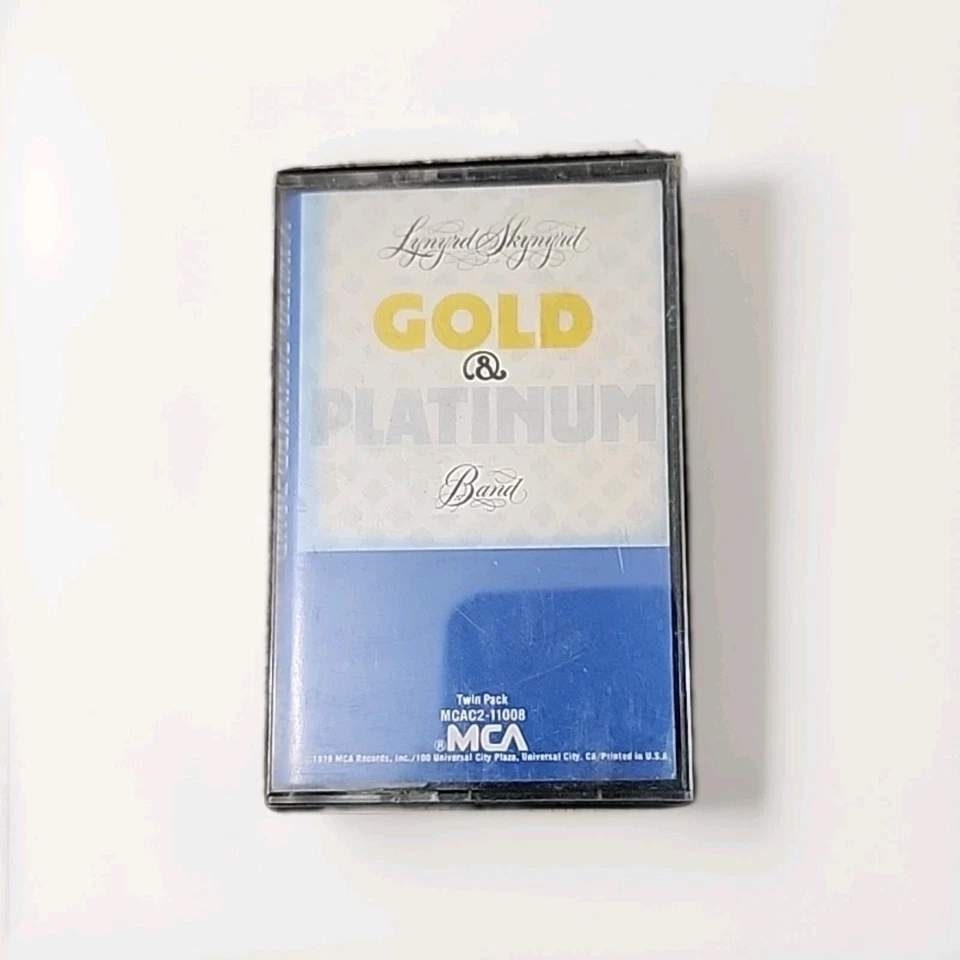 Lynyrd Skynyrd
GOLD
&
PLATINUM
Band
Twin Pack
MCAC2-11008
®MCA
©1979 MCA Records, Inc./100 Universal City Plaza, Universal City, CA/Printed in U.S.A